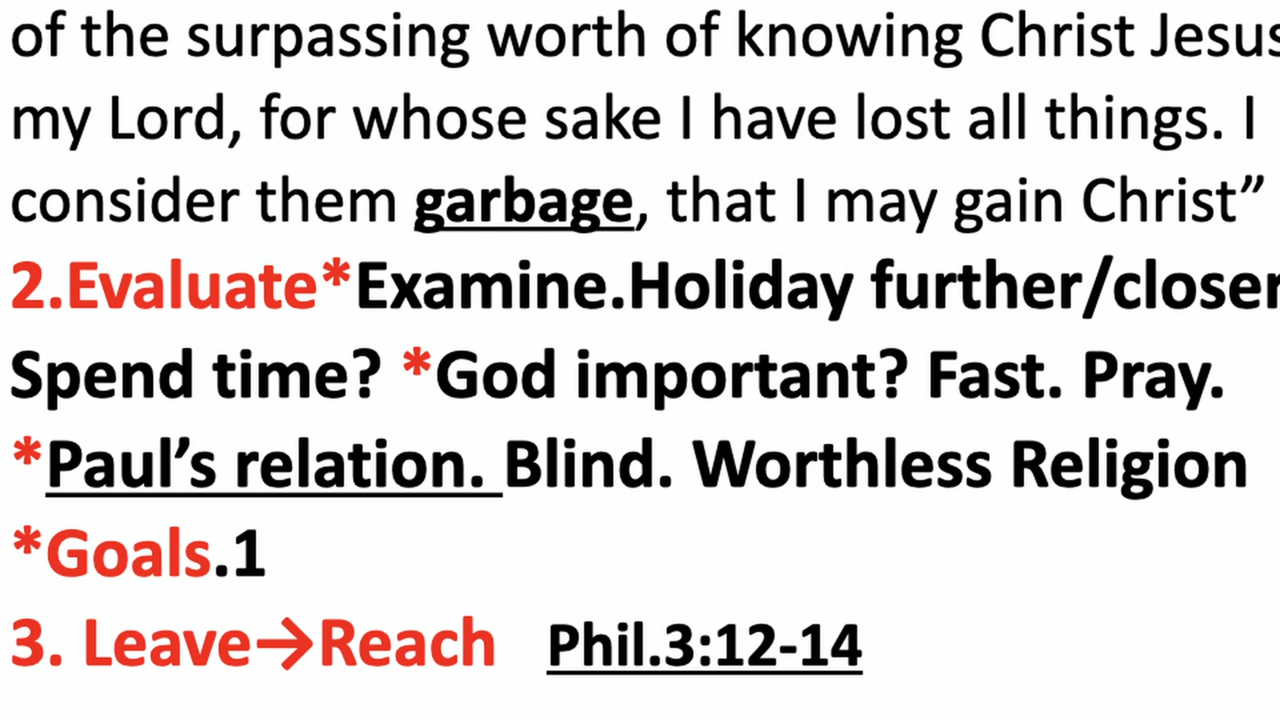 of the surpassing worth of knowing Christ Jesus
my Lord, for whose sake I have lost all things. I
consider them garbage, that I may gain Christ”
2.Evaluate*Examine.Holiday further/closer
Spend time? *God important? Fast. Pray.
*Paul’s relation. Blind. Worthless Religion
*Goals.1
3. Leave→Reach Phil.3:12-14